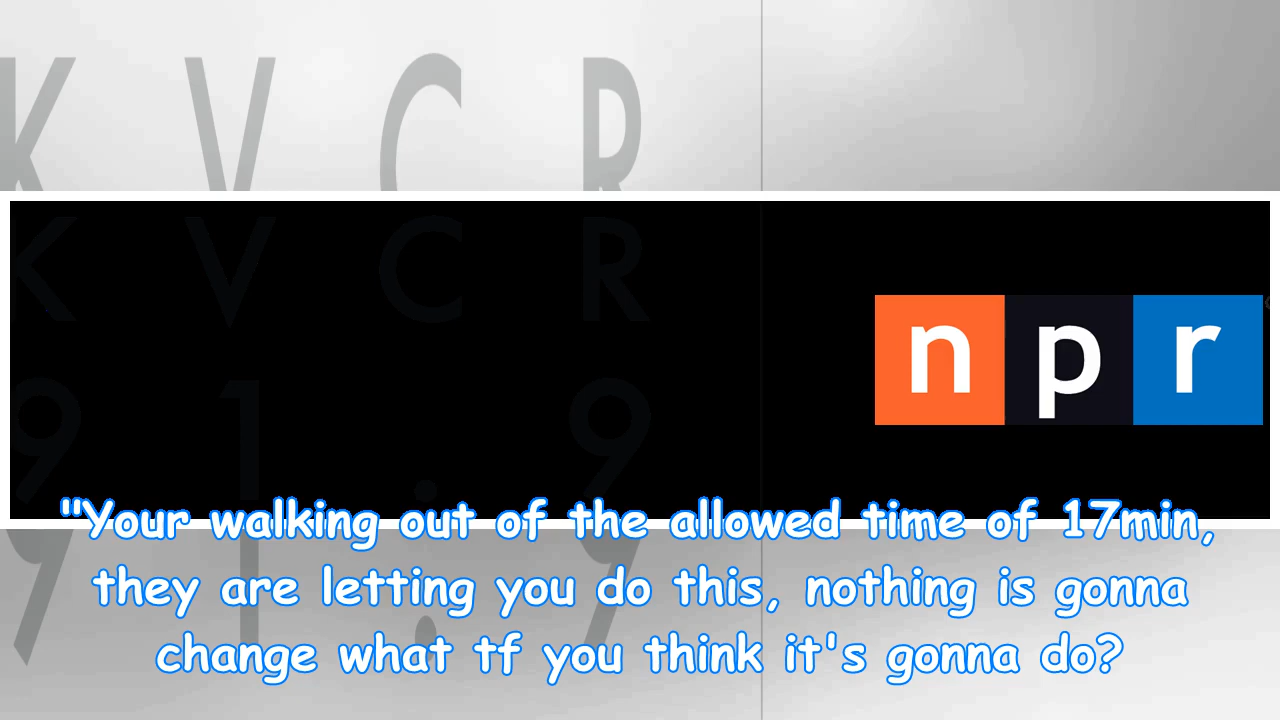 K V C R
K V C R
npr
9 1 . 9
"Your walking out of the allowed time of 17min,
they are letting you do this, nothing is gonna
change what tf you think it's gonna do?